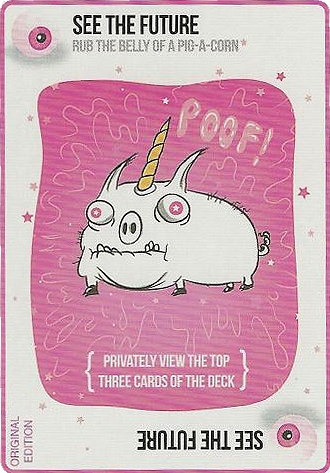 SEE THE FUTURE
RUB THE BELLY OF A PIG-A-CORN
POOF!
PRIVATELY VIEW THE TOP
THREE CARDS OF THE DECK
ORIGINAL
EDITION
SEE THE FUTURE